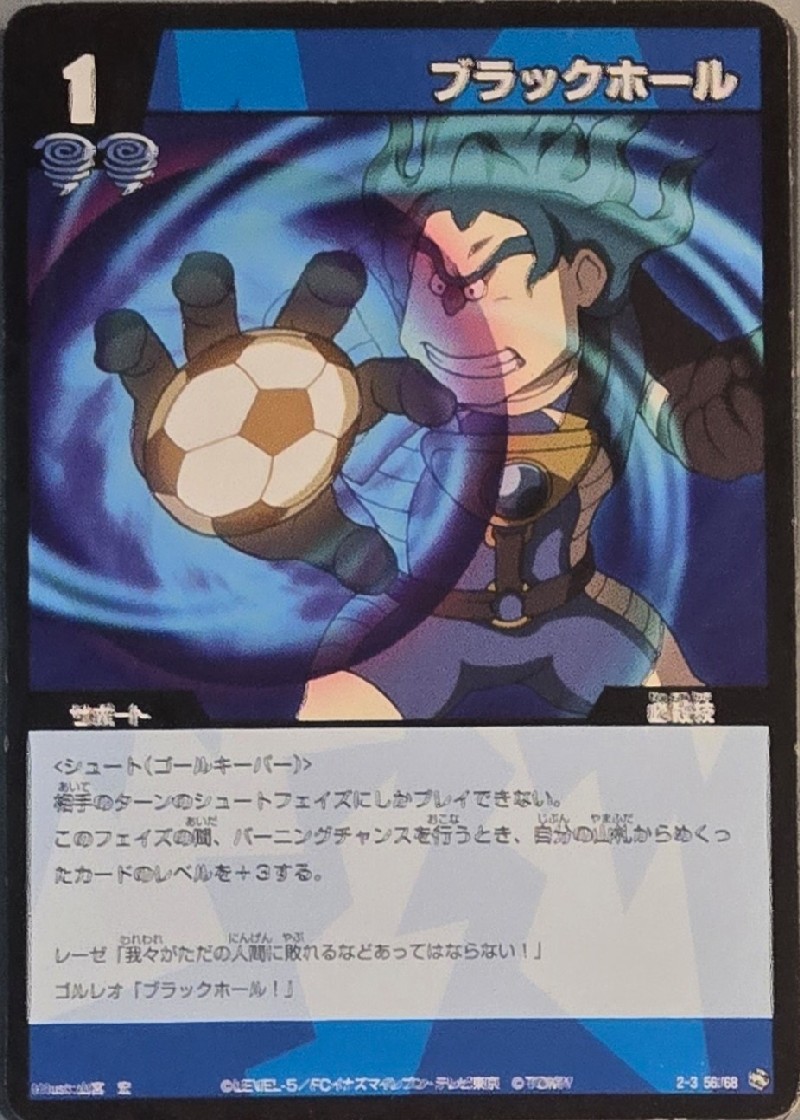 1
ブラックホール
サポート
必殺技
<シュート(ゴールキーパー)>
相手のターンのシュートフェイズにしかプレイできない。
このフェイズの間、バーニングチャンスを行うとき、自分の山札からめくっ
たカードのレベルを+3する。
レーゼ「我々がただの人間に敗れるなどあってはならない!」
ゴルレオ「ブラックホール!」
©LEVEL-5/FCイナズマイレブン・テレビ東京 ©TOMY
2-3 56/68